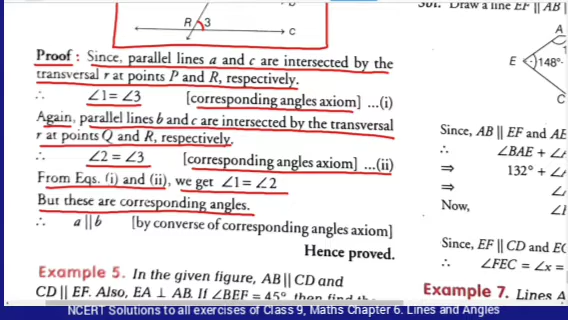 R 3
c
Proof : Since, parallel lines a and c are intersected by the
transversal r at points P and R, respectively.
∴ ∠1 = ∠3 [corresponding angles axiom] ...(i)
Again, parallel lines b and c are intersected by the transversal
r at points Q and R, respectively.
∴ ∠2 = ∠3 [corresponding angles axiom] ...(ii)
From Eqs. (i) and (ii), we get ∠1 = ∠2
But these are corresponding angles.
∴ a || b [by converse of corresponding angles axiom]
Hence proved.
Example 5. In the given figure, AB || CD and
CD || EF. Also, EA ⊥ AB. If ∠BEF = 45°, then find the
Sol. Draw a line EF || AB
A
E 148°
C
Since, AB || EF and AE
∴ ∠BAE + ∠
⇒ 132° + ∠
⇒ ∠
Now, ∠
Since, EF || CD and EC
∴ ∠FEC = ∠x =
Example 7. Lines A
NCERT Solutions to all exercises of Class 9, Maths Chapter 6. Lines and Angles